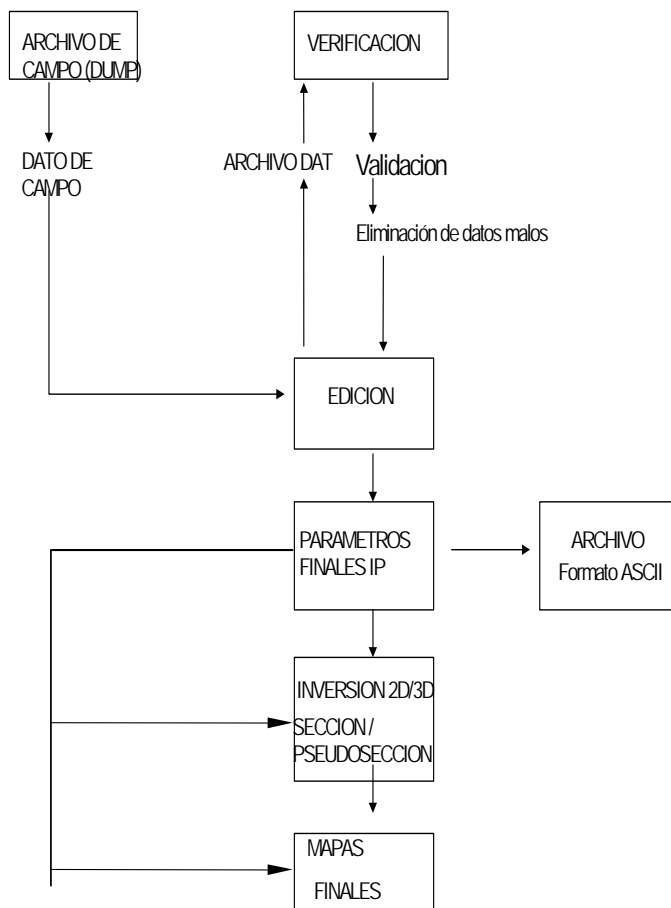 ARCHIVO DE
CAMPO (DUMP)
VERIFICACION
DATO DE
CAMPO
ARCHIVO DAT
Validacion
Eliminación de datos malos
EDICION
PARAMETROS
FINALES IP
ARCHIVO
Formato ASCII
INVERSION 2D/3D
SECCION /
PSEUDOSECCION
MAPAS
FINALES